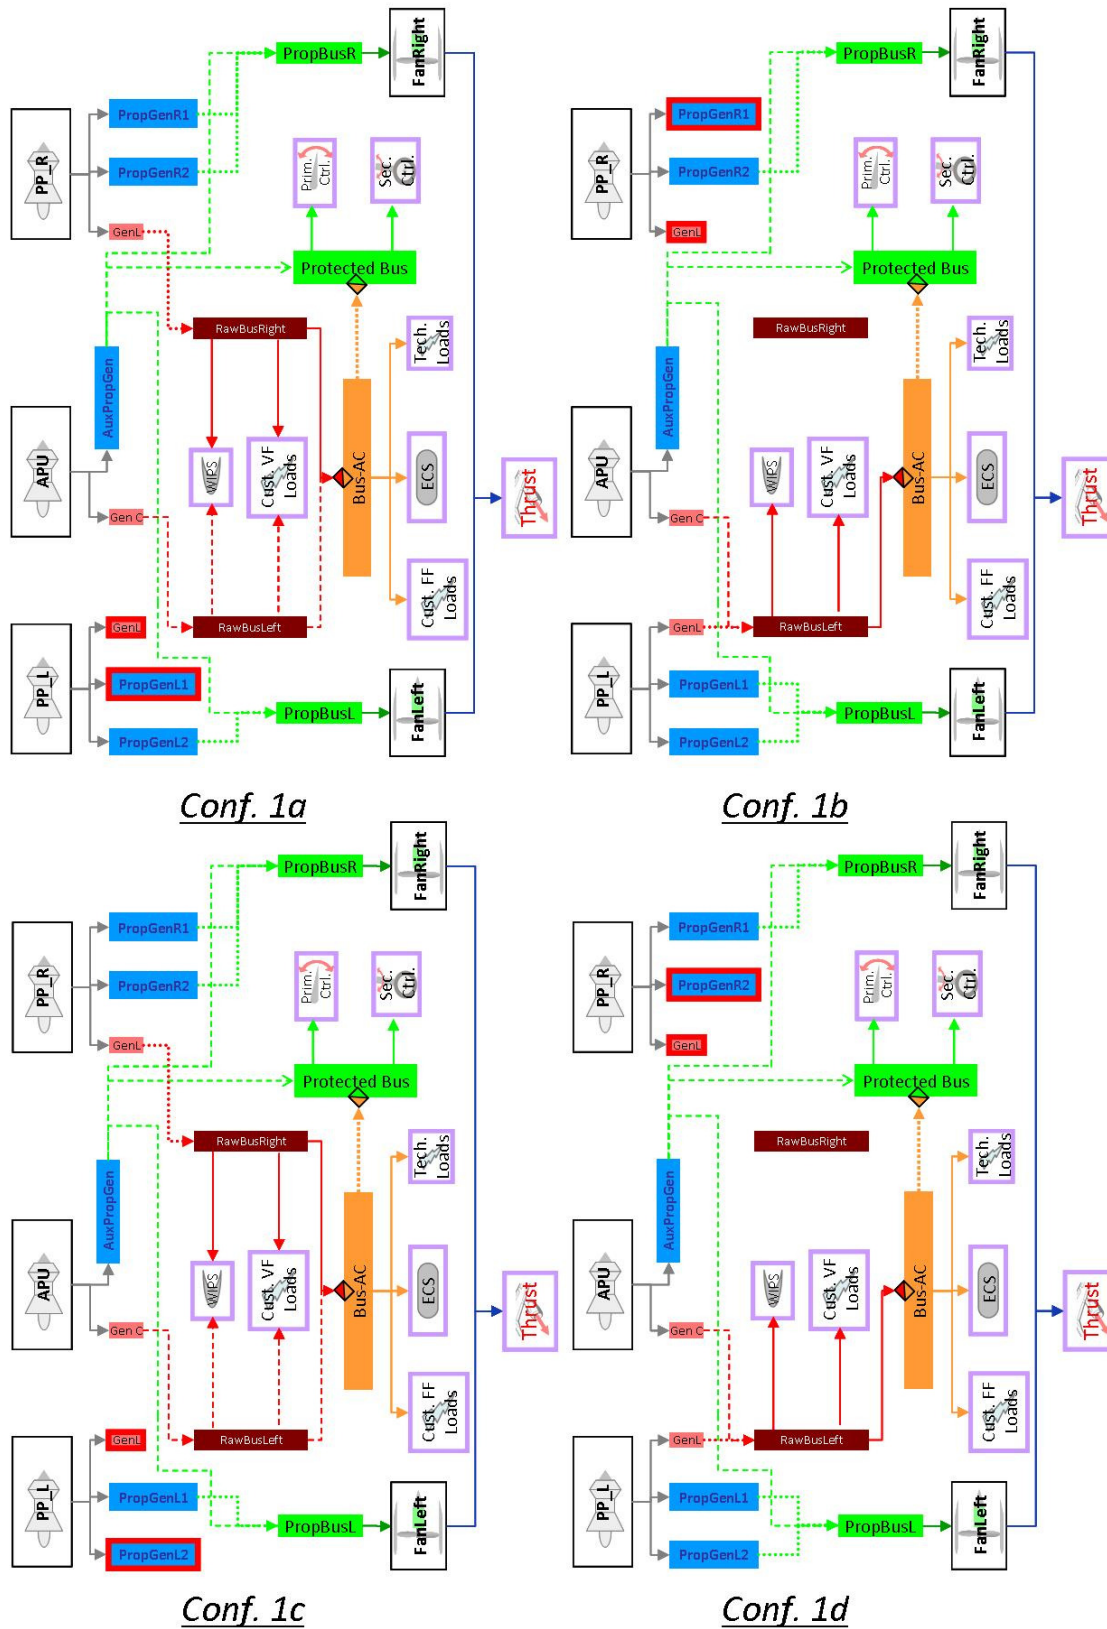 PP_R
PropGenR1
PropGenR2
GenL
PropBusR
FanRight
Prim.
Ctrl.
Sec.
Ctrl.
Protected Bus
APU
AuxPropGen
Gen C
RawBusRight
WIPS
Cust. VF
Loads
Bus-AC
Tech.
Loads
ECS
Cust. FF
Loads
Thrust
RawBusLeft
PP_L
GenL
PropGenL1
PropGenL2
PropBusL
FanLeft
Conf. 1a
PP_R
PropGenR1
PropGenR2
GenL
PropBusR
FanRight
Prim.
Ctrl.
Sec.
Ctrl.
Protected Bus
APU
AuxPropGen
Gen C
RawBusRight
WIPS
Cust. VF
Loads
Bus-AC
Tech.
Loads
ECS
Cust. FF
Loads
Thrust
RawBusLeft
PP_L
GenL
PropGenL1
PropGenL2
PropBusL
FanLeft
Conf. 1b
PP_R
PropGenR1
PropGenR2
GenL
PropBusR
FanRight
Prim.
Ctrl.
Sec.
Ctrl.
Protected Bus
APU
AuxPropGen
Gen C
RawBusRight
WIPS
Cust. VF
Loads
Bus-AC
Tech.
Loads
ECS
Cust. FF
Loads
Thrust
RawBusLeft
PP_L
GenL
PropGenL1
PropGenL2
PropBusL
FanLeft
Conf. 1c
PP_R
PropGenR1
PropGenR2
GenL
PropBusR
FanRight
Prim.
Ctrl.
Sec.
Ctrl.
Protected Bus
APU
AuxPropGen
Gen C
RawBusRight
WIPS
Cust. VF
Loads
Bus-AC
Tech.
Loads
ECS
Cust. FF
Loads
Thrust
RawBusLeft
PP_L
GenL
PropGenL1
PropGenL2
PropBusL
FanLeft
Conf. 1d